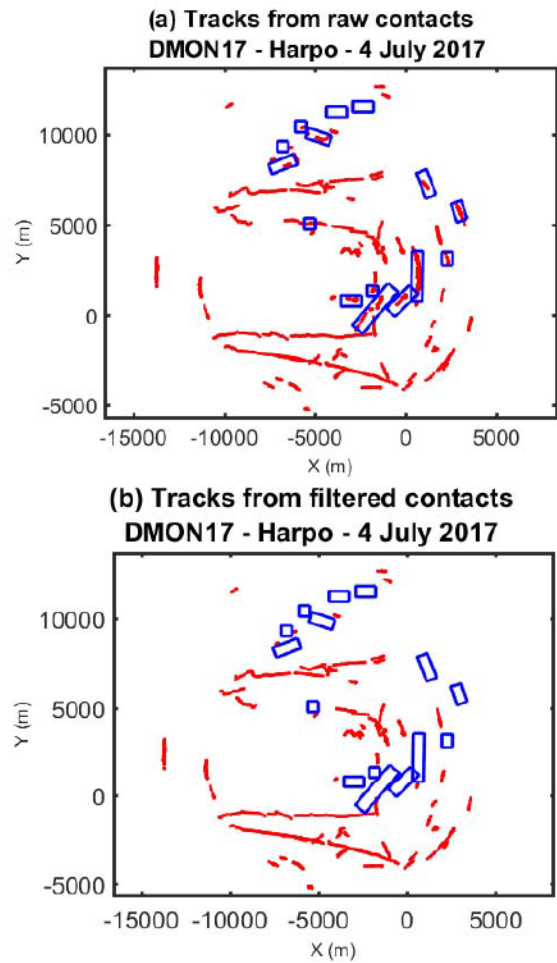 (a) Tracks from raw contacts
DMON17 - Harpo - 4 July 2017
10000
5000
0
-5000
Y (m)
-15000 -10000 -5000 0 5000
X (m)
(b) Tracks from filtered contacts
DMON17 - Harpo - 4 July 2017
10000
5000
0
-5000
Y (m)
-15000 -10000 -5000 0 5000
X (m)